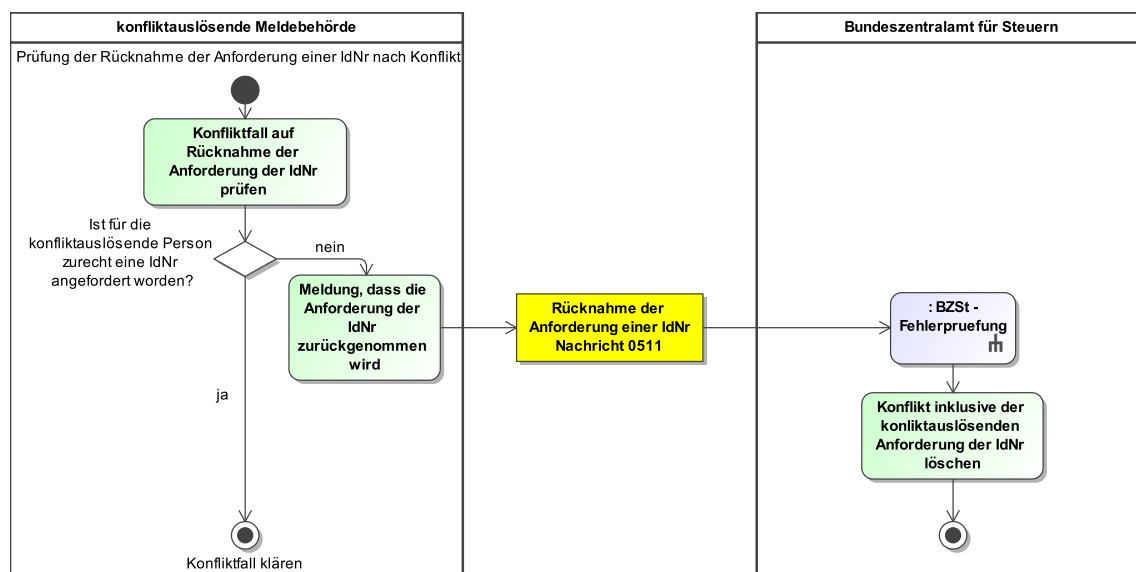 konfliktauslösende Meldebehörde
Bundeszentralamt für Steuern
Prüfung der Rücknahme der Anforderung einer IdNr nach Konflikt
Konfliktfall auf
Rücknahme der
Anforderung der IdNr
prüfen
Ist für die
konfliktauslösende Person
zurecht eine IdNr
angefordert worden?
nein
Meldung, dass die
Anforderung der
IdNr
zurückgenommen
wird
Rücknahme der
Anforderung einer IdNr
Nachricht 0511
: BZSt -
Fehlerpruefung
ja
Konflikt inklusive der
konliktauslösenden
Anforderung der IdNr
löschen
Konfliktfall klären